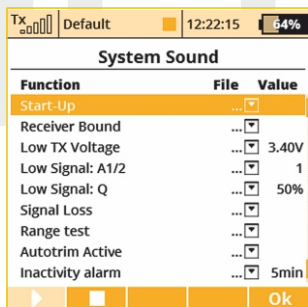 Tx Default 12:22:15 64%
System Sound
Function File Value
Start-Up ...
Receiver Bound ...
Low TX Voltage ... 3.40V
Low Signal: A1/2 ... 1
Low Signal: Q ... 50%
Signal Loss ...
Range test ...
Autotrim Active ...
Inactivity alarm ... 5min
Ok